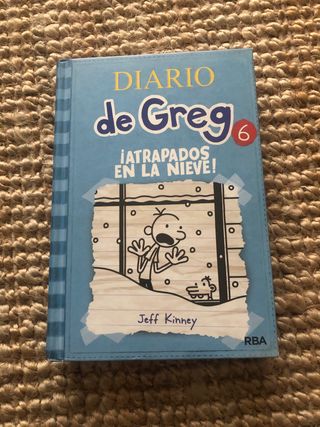 DIARIO
de Greg 6
¡ATRAPADOS
EN LA NIEVE!
Jeff Kinney
RBA